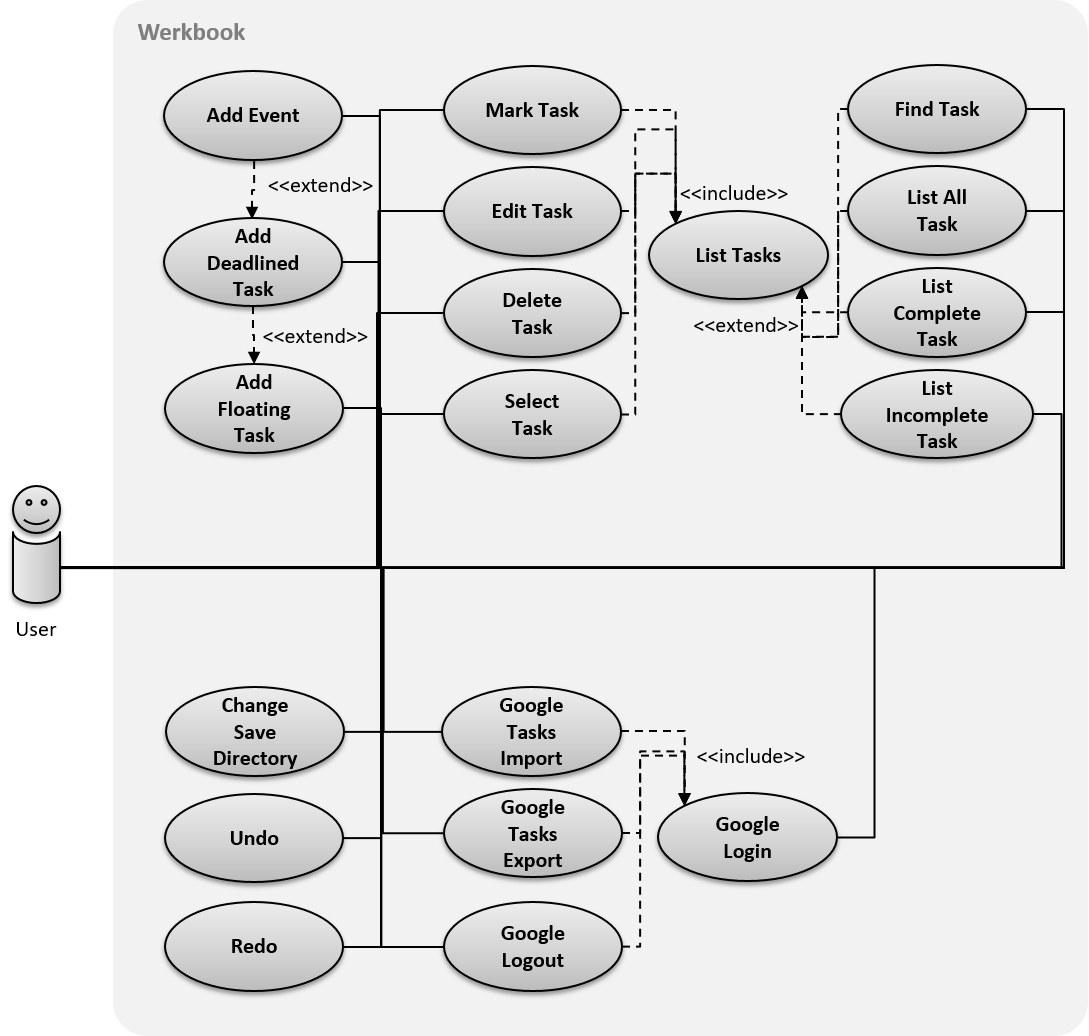 Werkbook
Add Event
<<extend>>
Add
Deadlined
Task
<<extend>>
Add
Floating
Task
Mark Task
Edit Task
Delete
Task
Select
Task
<<include>>
List Tasks
<<extend>>
Find Task
List All
Task
List
Complete
Task
List
Incomplete
Task
User
Change
Save
Directory
Undo
Redo
Google
Tasks
Import
Google
Tasks
Export
Google
Logout
<<include>>
Google
Login